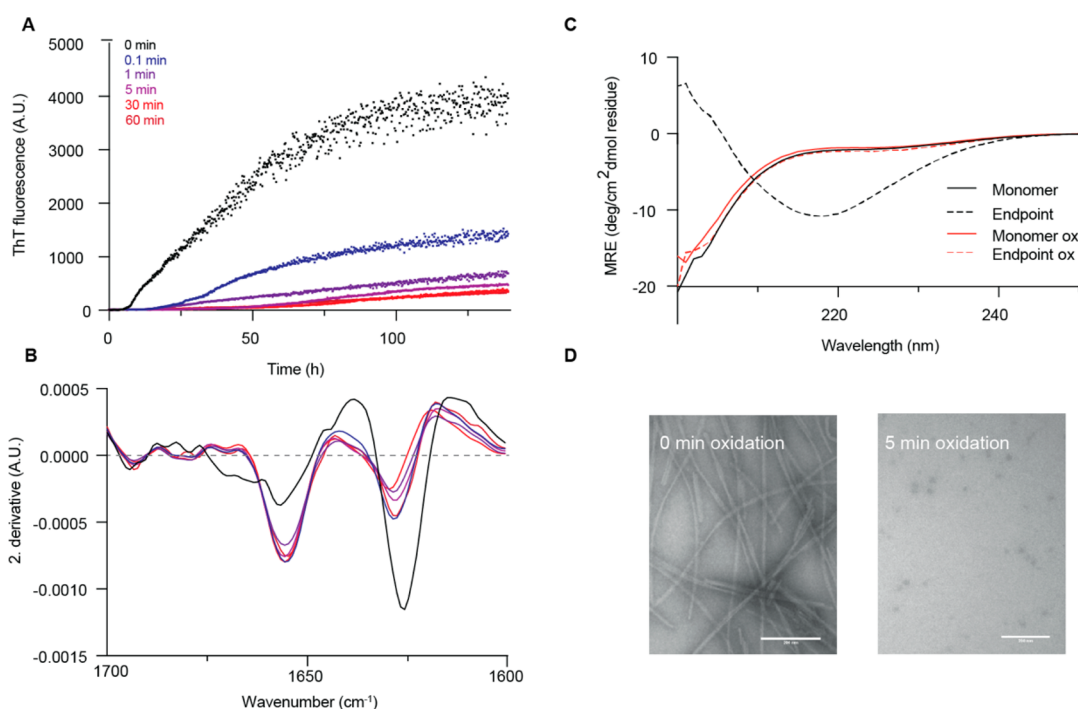 A.
5000
4000
3000
2000
1000
0
ThT fluorescence (A.U.)
0 min
0.1 min
1 min
5 min
30 min
60 min
0
50
100
Time (h)
B.
0.0005
0.0000
-0.0005
-0.0010
-0.0015
2. derivative (A.U.)
1700
1650
1600
Wavenumber (cm-1)
C
10
0
-10
-20
MRE (deg/cm2dmol residue)
Monomer
Endpoint
Monomer ox
Endpoint ox
220
240
Wavelength (nm)
D.
0 min oxidation
5 min oxidation